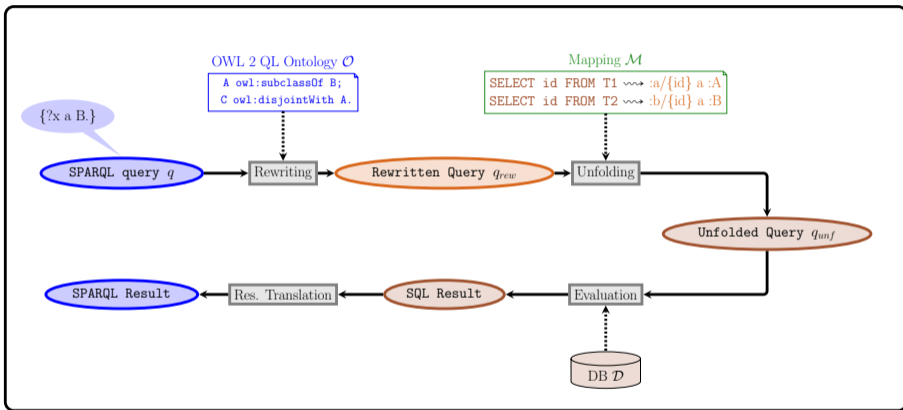 OWL 2 QL Ontology 𝒪
A owl:subclassOf B;
C owl:disjointWith A.
Mapping ℳ
SELECT id FROM T1 ⇝ :a/{id} a :A
SELECT id FROM T2 ⇝ :b/{id} a :B
{?x a B.}
SPARQL query q
Rewriting
Rewritten Query q_rew
Unfolding
Unfolded Query q_unf
SPARQL Result
Res. Translation
SQL Result
Evaluation
DB 𝒟